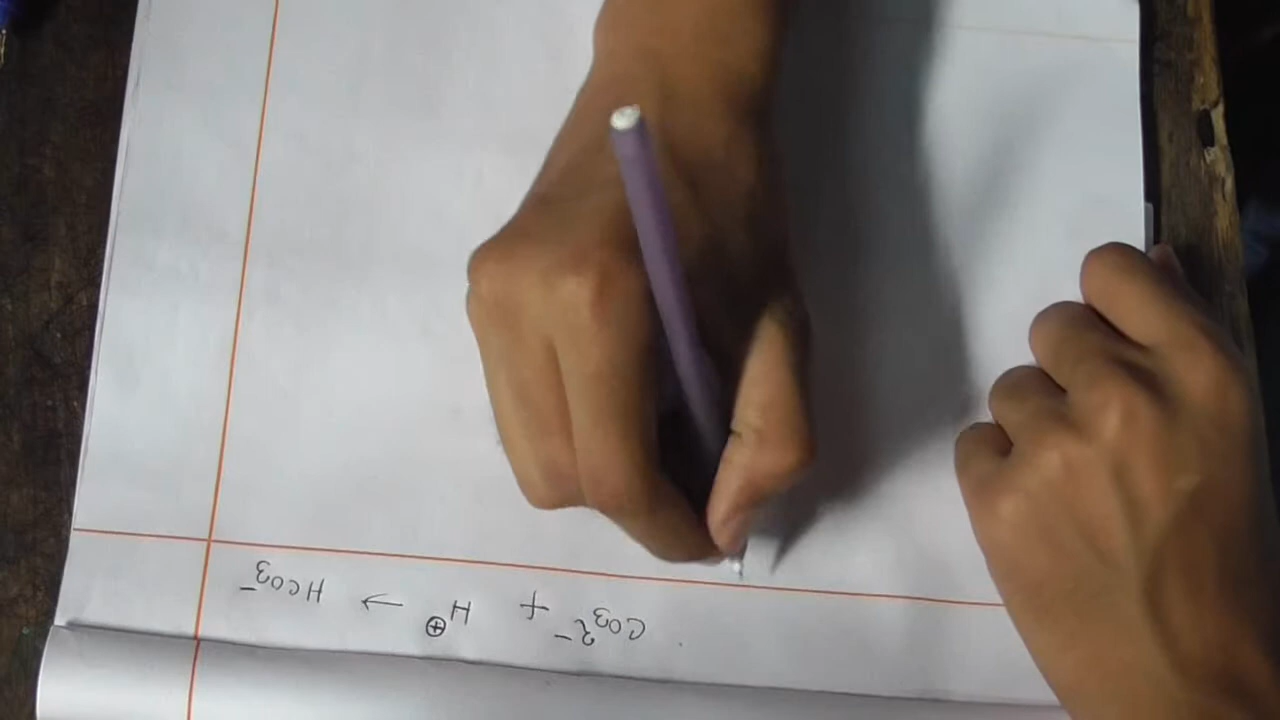 CO3²⁻ + H⊕ → HCO3⁻